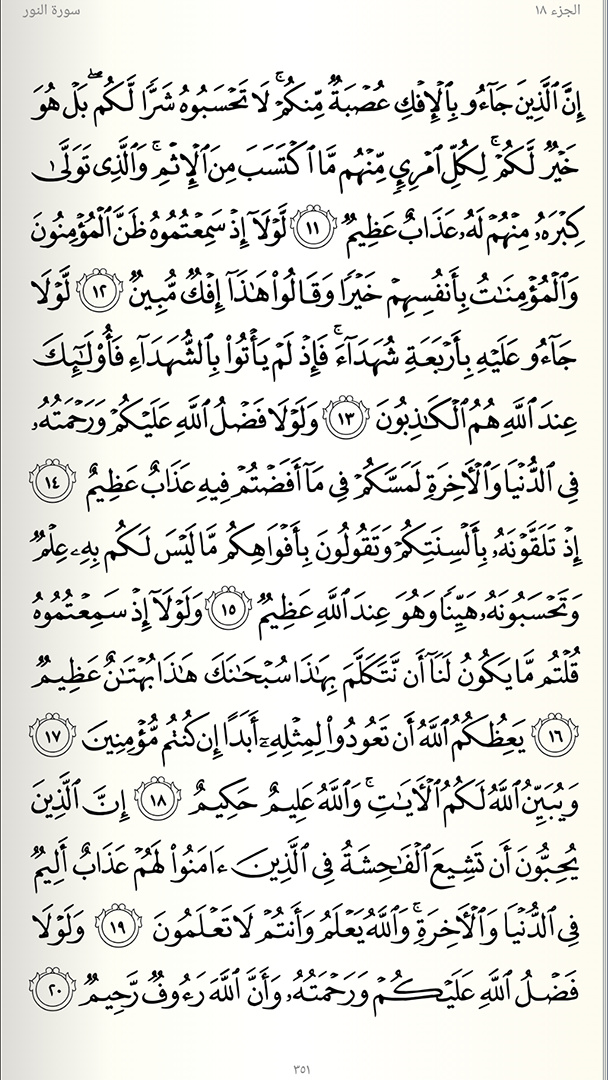 الجزء ١٨
سورة النور
إِنَّ ٱلَّذِينَ جَآءُو بِٱلۡإِفۡكِ عُصۡبَةٞ مِّنكُمۡۚ لَا تَحۡسَبُوهُ شَرّٗا لَّكُمۖ بَلۡ هُوَ
خَيۡرٞ لَّكُمۡۚ لِكُلِّ ٱمۡرِيٕٖ مِّنۡهُم مَّا ٱكۡتَسَبَ مِنَ ٱلۡإِثۡمِۚ وَٱلَّذِي تَوَلَّىٰ
كِبۡرَهُۥ مِنۡهُمۡ لَهُۥ عَذَابٌ عَظِيمٞ ١١ لَّوۡلَآ إِذۡ سَمِعۡتُمُوهُ ظَنَّ ٱلۡمُؤۡمِنُونَ
وَٱلۡمُؤۡمِنَٰتُ بِأَنفُسِهِمۡ خَيۡرٗا وَقَالُواْ هَٰذَآ إِفۡكٞ مُّبِينٞ ١٢ لَّوۡلَا
جَآءُو عَلَيۡهِ بِأَرۡبَعَةِ شُهَدَآءَۚ فَإِذۡ لَمۡ يَأۡتُواْ بِٱلشُّهَدَآءِ فَأُوْلَٰٓئِكَ
عِندَ ٱللَّهِ هُمُ ٱلۡكَٰذِبُونَ ١٣ وَلَوۡلَا فَضۡلُ ٱللَّهِ عَلَيۡكُمۡ وَرَحۡمَتُهُۥ
فِي ٱلدُّنۡيَا وَٱلۡأٓخِرَةِ لَمَسَّكُمۡ فِي مَآ أَفَضۡتُمۡ فِيهِ عَذَابٌ عَظِيمٌ ١٤
إِذۡ تَلَقَّوۡنَهُۥ بِأَلۡسِنَتِكُمۡ وَتَقُولُونَ بِأَفۡوَاهِكُم مَّا لَيۡسَ لَكُم بِهِۦ عِلۡمٞ
وَتَحۡسَبُونَهُۥ هَيِّنٗا وَهُوَ عِندَ ٱللَّهِ عَظِيمٞ ١٥ وَلَوۡلَآ إِذۡ سَمِعۡتُمُوهُ
قُلۡتُم مَّا يَكُونُ لَنَآ أَن نَّتَكَلَّمَ بِهَٰذَا سُبۡحَٰنَكَ هَٰذَا بُهۡتَٰنٌ عَظِيمٞ
١٦ يَعِظُكُمُ ٱللَّهُ أَن تَعُودُواْ لِمِثۡلِهِۦٓ أَبَدًا إِن كُنتُم مُّؤۡمِنِينَ ١٧
وَيُبَيِّنُ ٱللَّهُ لَكُمُ ٱلۡأٓيَٰتِۚ وَٱللَّهُ عَلِيمٌ حَكِيمٌ ١٨ إِنَّ ٱلَّذِينَ
يُحِبُّونَ أَن تَشِيعَ ٱلۡفَٰحِشَةُ فِي ٱلَّذِينَ ءَامَنُواْ لَهُمۡ عَذَابٌ أَلِيمٞ
فِي ٱلدُّنۡيَا وَٱلۡأٓخِرَةِۚ وَٱللَّهُ يَعۡلَمُ وَأَنتُمۡ لَا تَعۡلَمُونَ ١٩ وَلَوۡلَا
فَضۡلُ ٱللَّهِ عَلَيۡكُمۡ وَرَحۡمَتُهُۥ وَأَنَّ ٱللَّهَ رَءُوفٞ رَّحِيمٞ ٢٠
٣٥١